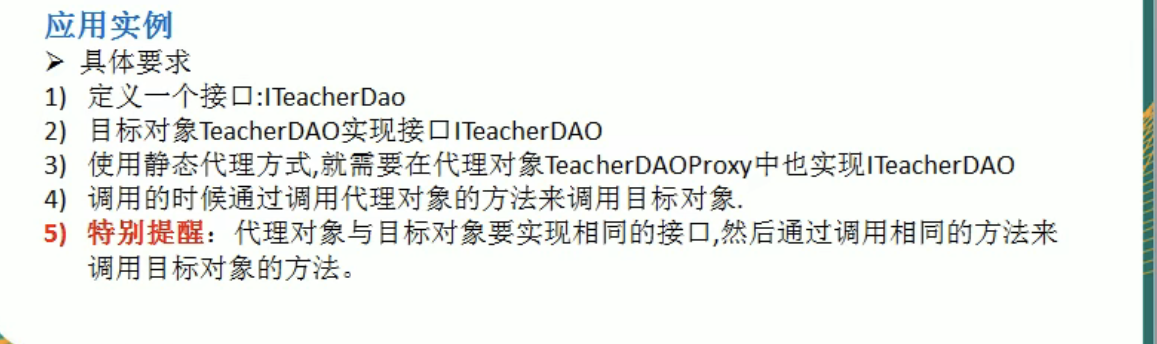 应用实例
➢ 具体要求
1) 定义一个接口:ITeacherDao
2) 目标对象TeacherDAO实现接口ITeacherDAO
3) 使用静态代理方式,就需要在代理对象TeacherDAOProxy中也实现ITeacherDAO
4) 调用的时候通过调用代理对象的方法来调用目标对象.
5) 特别提醒：代理对象与目标对象要实现相同的接口,然后通过调用相同的方法来
调用目标对象的方法。